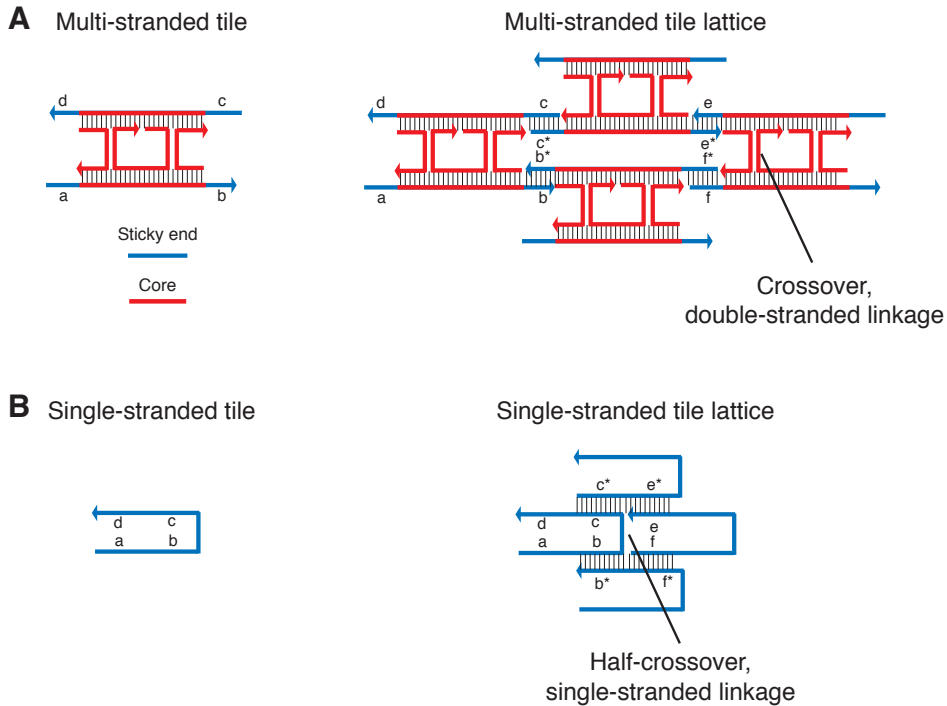 A
Multi-stranded tile
Multi-stranded tile lattice
d
c
a
b
Sticky end
Core
d
c
e
c*
e*
b*
f*
a
b
f
Crossover,
double-stranded linkage
B
Single-stranded tile
Single-stranded tile lattice
d
c
a
b
c*
e*
d
c
e
a
b
f
b*
f*
Half-crossover,
single-stranded linkage